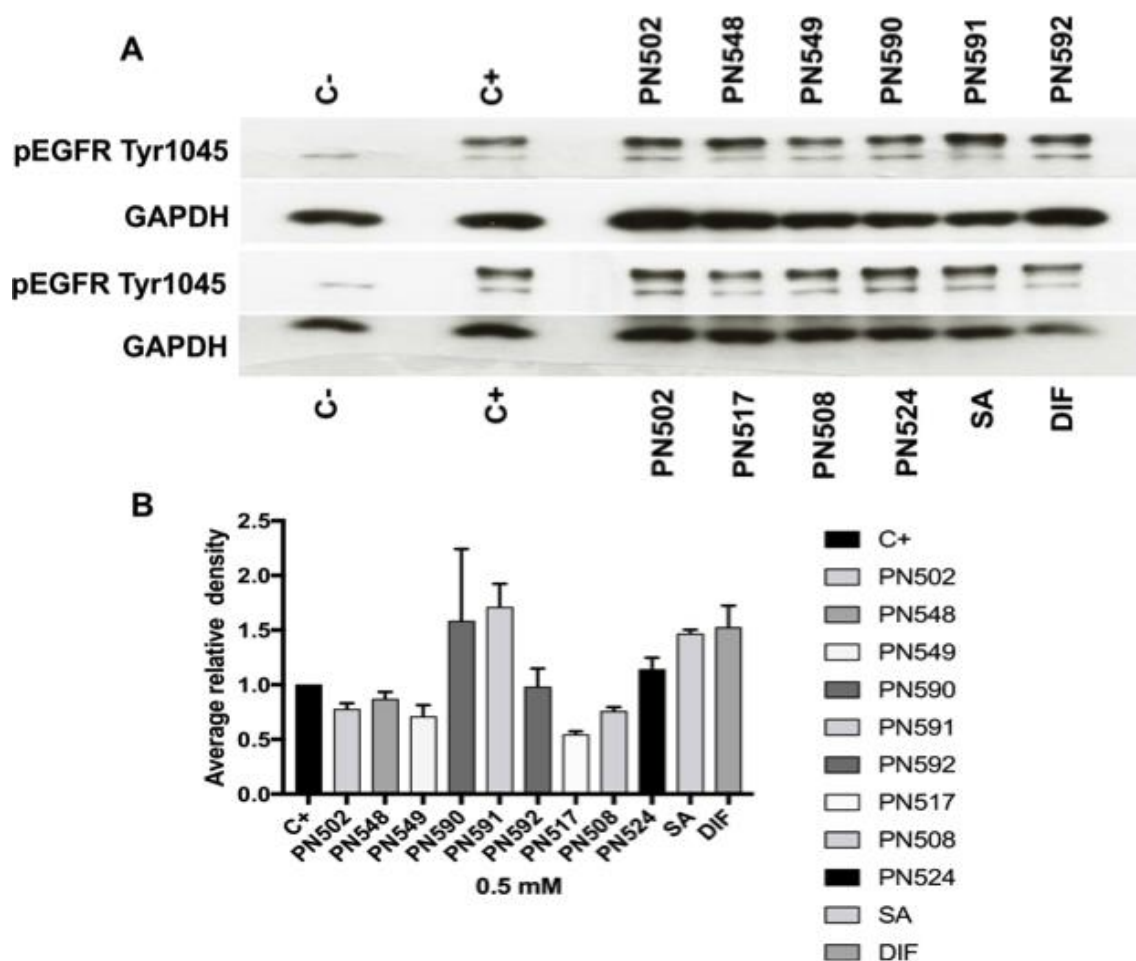 A
C-
C+
PN502
PN548
PN549
PN590
PN591
PN592
pEGFR Tyr1045
GAPDH
pEGFR Tyr1045
GAPDH
C-
C+
PN502
PN517
PN508
PN524
SA
DIF
B
Average relative density
2.5
2.0
1.5
1.0
0.5
0.0
C+
PN502
PN548
PN549
PN590
PN591
PN592
PN517
PN508
PN524
SA
DIF
0.5 mM
C+
PN502
PN548
PN549
PN590
PN591
PN592
PN517
PN508
PN524
SA
DIF